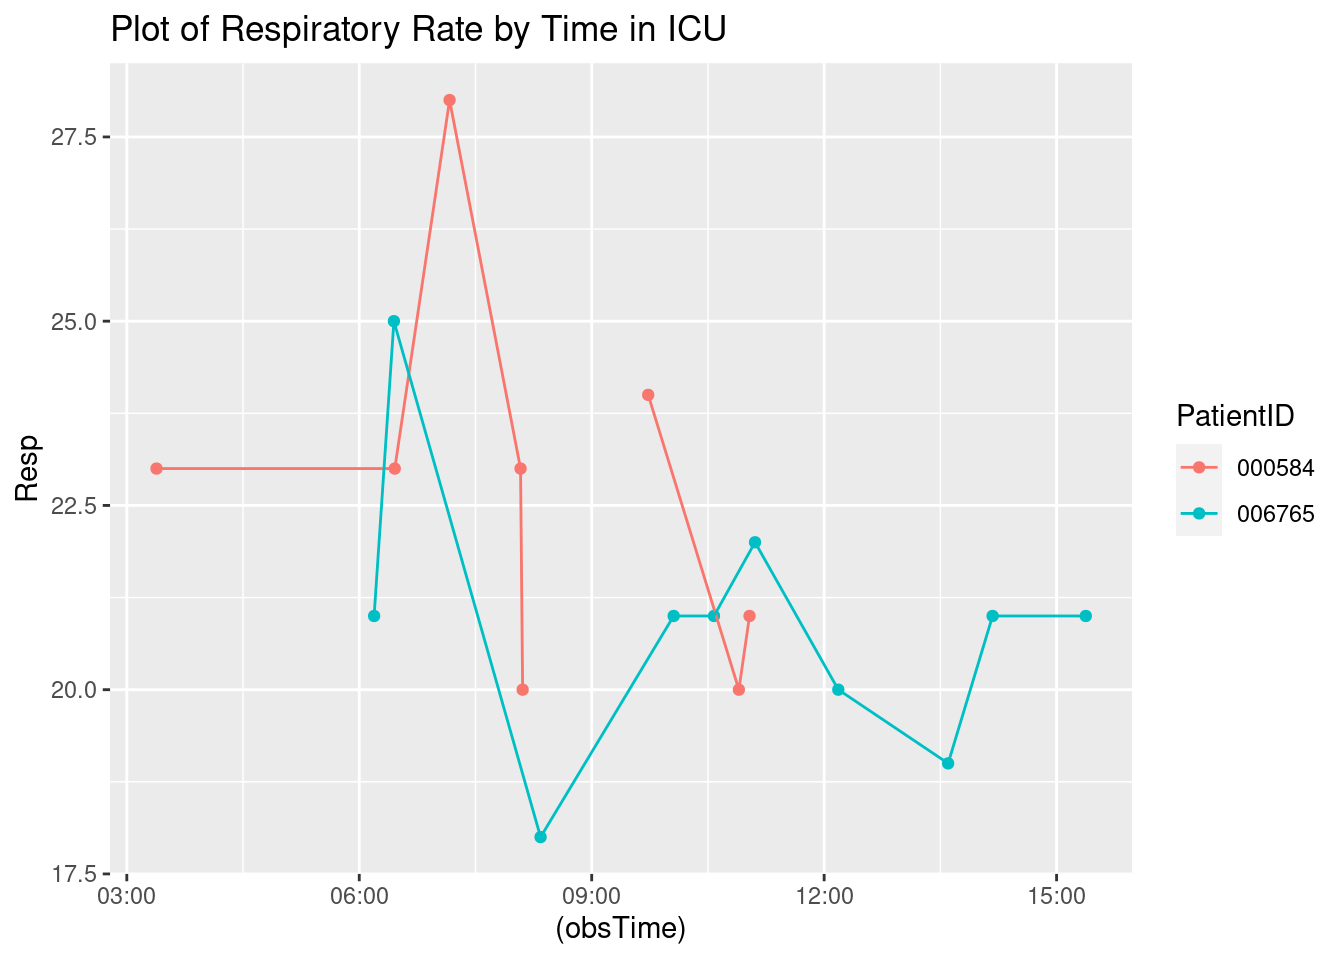 Plot of Respiratory Rate by Time in ICU
27.5
25.0
22.5
20.0
17.5
Resp
03:00 06:00 09:00 12:00 15:00
(obsTime)
PatientID
000584
006765